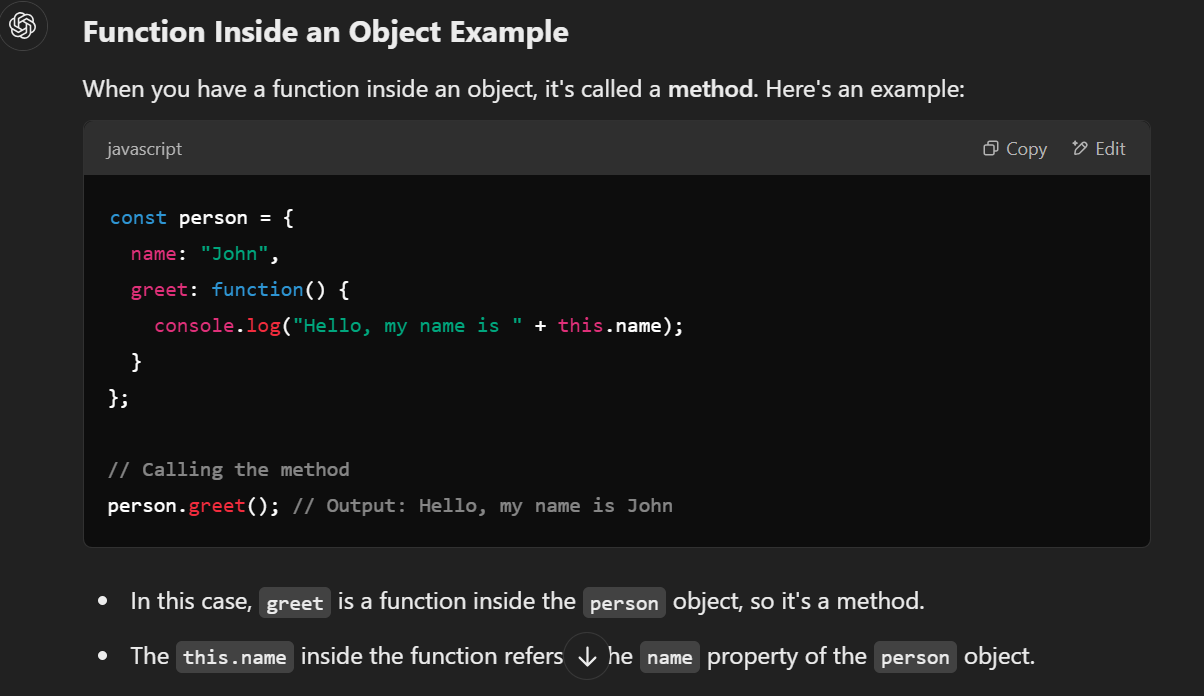 Function Inside an Object Example
When you have a function inside an object, it's called a method. Here's an example:
javascript
Copy
Edit
const person = {
  name: "John",
  greet: function() {
    console.log("Hello, my name is " + this.name);
  }
};
// Calling the method
person.greet(); // Output: Hello, my name is John
• In this case, greet is a function inside the person object, so it's a method.
• The this.name inside the function refers he name property of the person object.